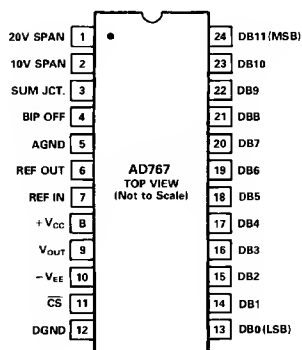 20V SPAN 1 24 DB11 (MSB)
10V SPAN 2 23 DB10
SUM JCT. 3 22 DB9
BIP OFF 4 21 DB8
AGND 5 20 DB7
REF OUT 6 19 DB6
REF IN 7 18 DB5
+VCC 8 17 DB4
VOUT 9 16 DB3
-VEE 10 15 DB2
CS 11 14 DB1
DGND 12 13 DB0 (LSB)
AD767
TOP VIEW
(Not to Scale)